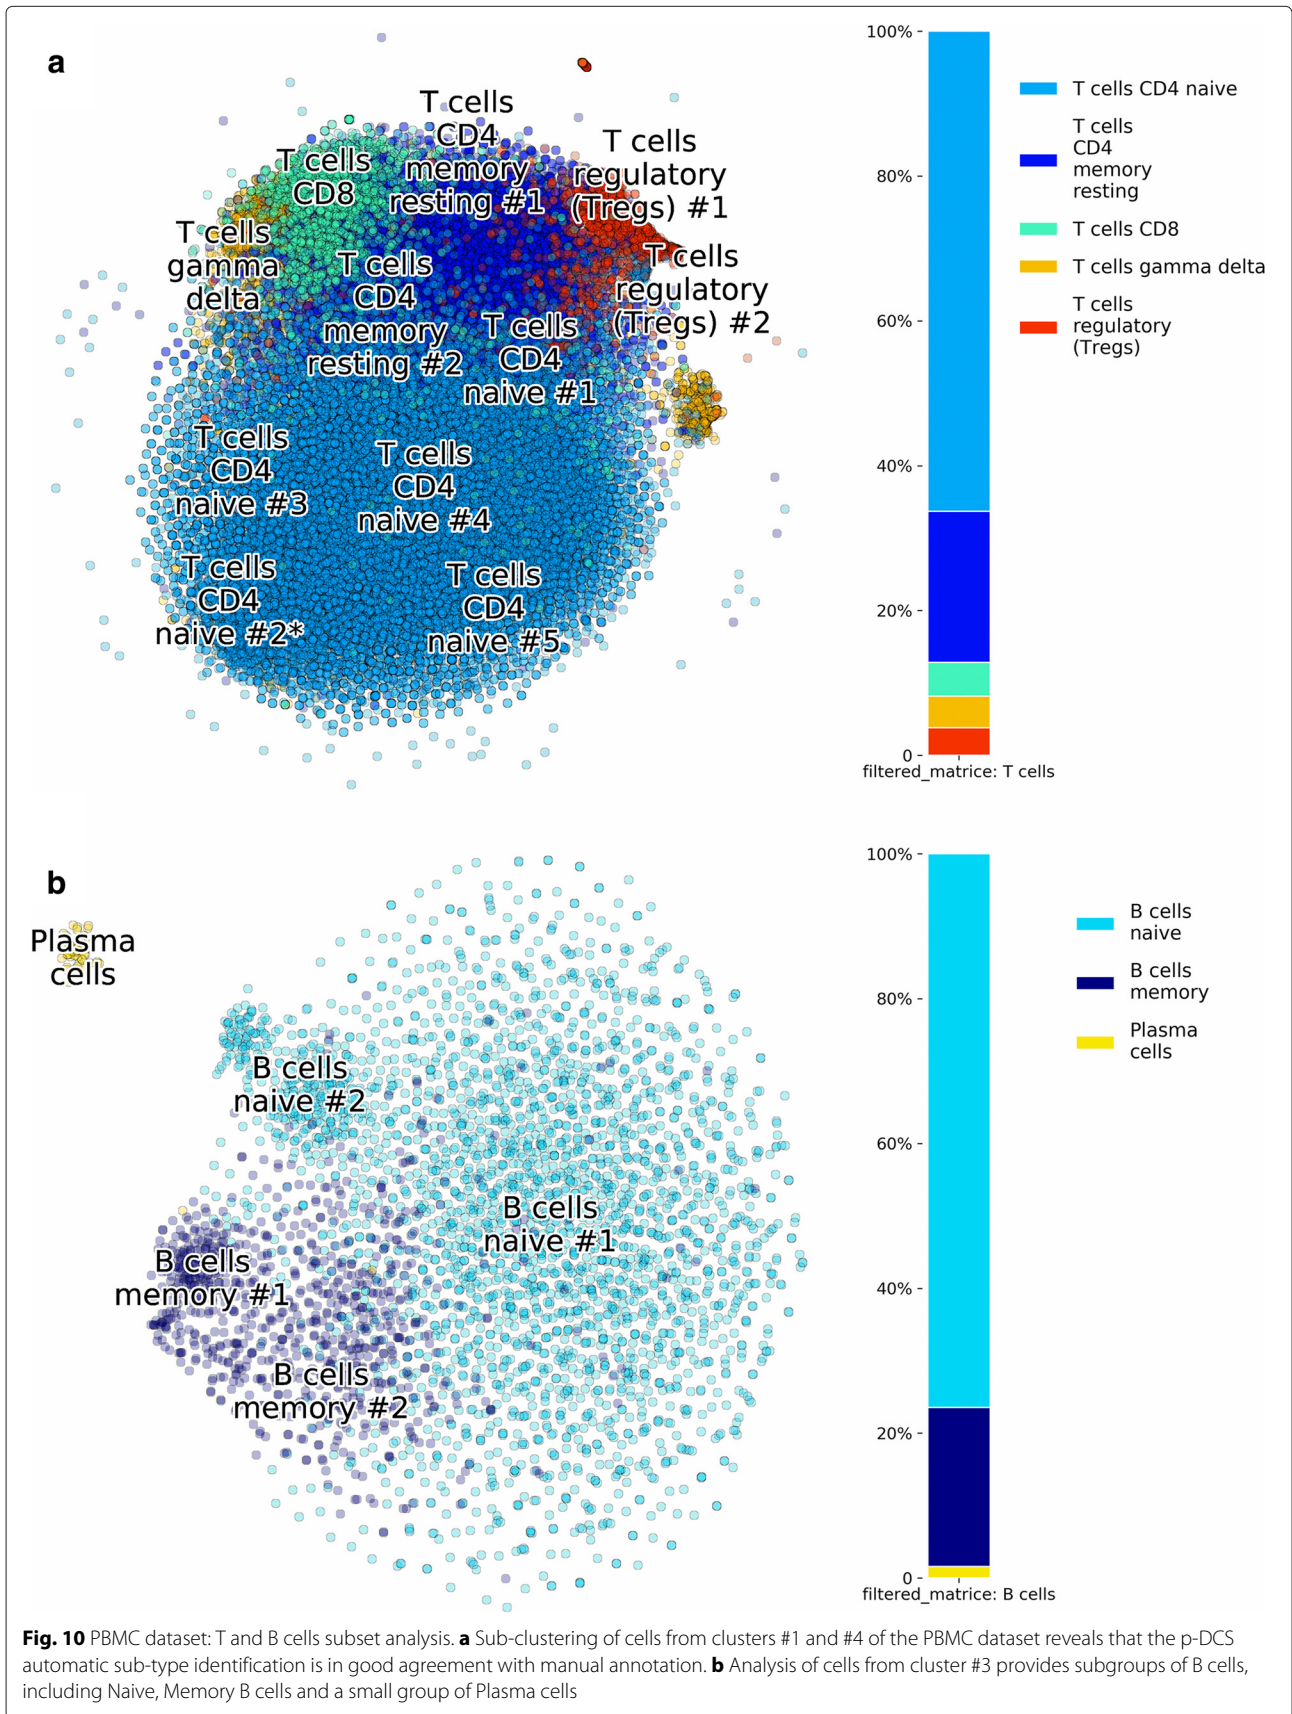 a
T cells
CD4
memory
resting #1
T cells
regulatory
(Tregs) #1
T cells
CD8
T cells
gamma
delta
T cells
CD4
memory
resting #2
T cells
regulatory
(Tregs) #2
T cells
CD4
naive #1
T cells
CD4
naive #3
T cells
CD4
naive #4
T cells
CD4
naive #2*
T cells
CD4
naive #5
100%
80%
60%
40%
20%
0
filtered_matrice: T cells
T cells CD4 naive
T cells
CD4
memory
resting
T cells CD8
T cells gamma delta
T cells
regulatory
(Tregs)
b
Plasma
cells
B cells
naive #2
B cells
naive #1
B cells
memory #1
B cells
memory #2
100%
80%
60%
40%
20%
0
filtered_matrice: B cells
B cells
naive
B cells
memory
Plasma
cells
Fig. 10 PBMC dataset: T and B cells subset analysis. a Sub-clustering of cells from clusters #1 and #4 of the PBMC dataset reveals that the p-DCS
automatic sub-type identification is in good agreement with manual annotation. b Analysis of cells from cluster #3 provides subgroups of B cells,
including Naive, Memory B cells and a small group of Plasma cells